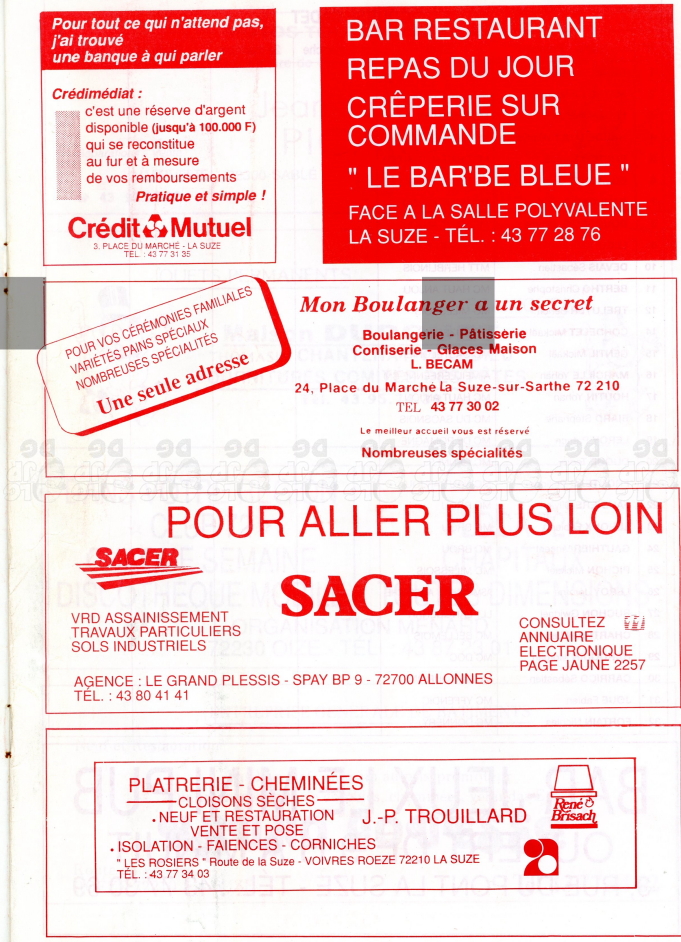 Pour tout ce qui n'attend pas,
j'ai trouvé
une banque à qui parler
Crédimédiat :
c'est une réserve d'argent
disponible (jusqu'à 100.000 F)
qui se reconstitue
au fur et à mesure
de vos remboursements
Pratique et simple !
Crédit Mutuel
3, PLACE DU MARCHE - LA SUZE
TEL. : 43 77 31 35
BAR RESTAURANT
REPAS DU JOUR
CRÊPERIE SUR
COMMANDE
" LE BAR'BE BLEUE "
FACE A LA SALLE POLYVALENTE
LA SUZE - TÉL. : 43 77 28 76
POUR VOS CÉRÉMONIES FAMILIALES
VARIÉTÉS PAINS SPÉCIAUX
NOMBREUSES SPÉCIALITÉS
Une seule adresse
Mon Boulanger a un secret
Boulangerie - Pâtisserie
Confiserie - Glaces Maison
L. BECAM
24, Place du Marché La Suze-sur-Sarthe 72 210
TEL 43 77 30 02
Le meilleur accueil vous est réservé
Nombreuses spécialités
POUR ALLER PLUS LOIN
SACER
SACER
VRD ASSAINISSEMENT
TRAVAUX PARTICULIERS
SOLS INDUSTRIELS
CONSULTEZ
ANNUAIRE
ELECTRONIQUE
PAGE JAUNE 2257
AGENCE : LE GRAND PLESSIS - SPAY BP 9 - 72700 ALLONNES
TÉL. : 43 80 41 41
PLATRERIE - CHEMINÉES
CLOISONS SÈCHES
• NEUF ET RESTAURATION
VENTE ET POSE
• ISOLATION - FAIENCES - CORNICHES
J.-P. TROUILLARD
René
Brisach
" LES ROSIERS " Route de la Suze - VOIVRES ROEZE 72210 LA SUZE
TÉL. : 43 77 34 03